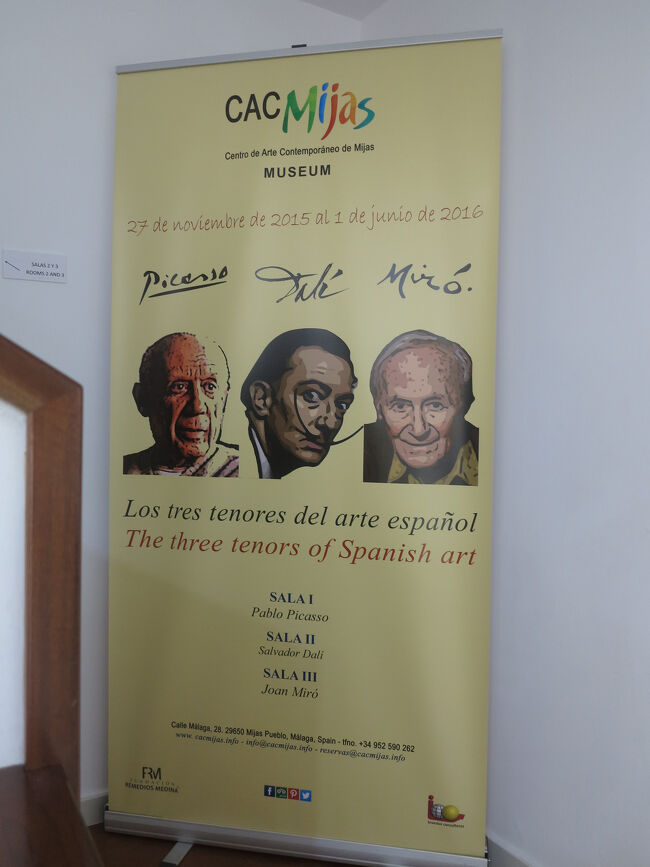 CACMijas
Centro de Arte Contemporáneo de Mijas
MUSEUM
27 de noviembre de 2015 al 1 de junio de 2016
SALAS 2 Y 3
ROOMS 2 AND 3
Picasso Dalí Miró.
Los tres tenores del arte español
The three tenors of Spanish art
SALA I
Pablo Picasso
SALA II
Salvador Dalí
SALA III
Joan Miró
Calle Málaga, 28. 29650 Mijas Pueblo, Málaga, Spain - tfno. +34 952 590 262
www. cacmijas.info - info@cacmijas.info - reservas@cacmijas.info
FRM
FUNDACIÓN
REMEDIOS MEDINA